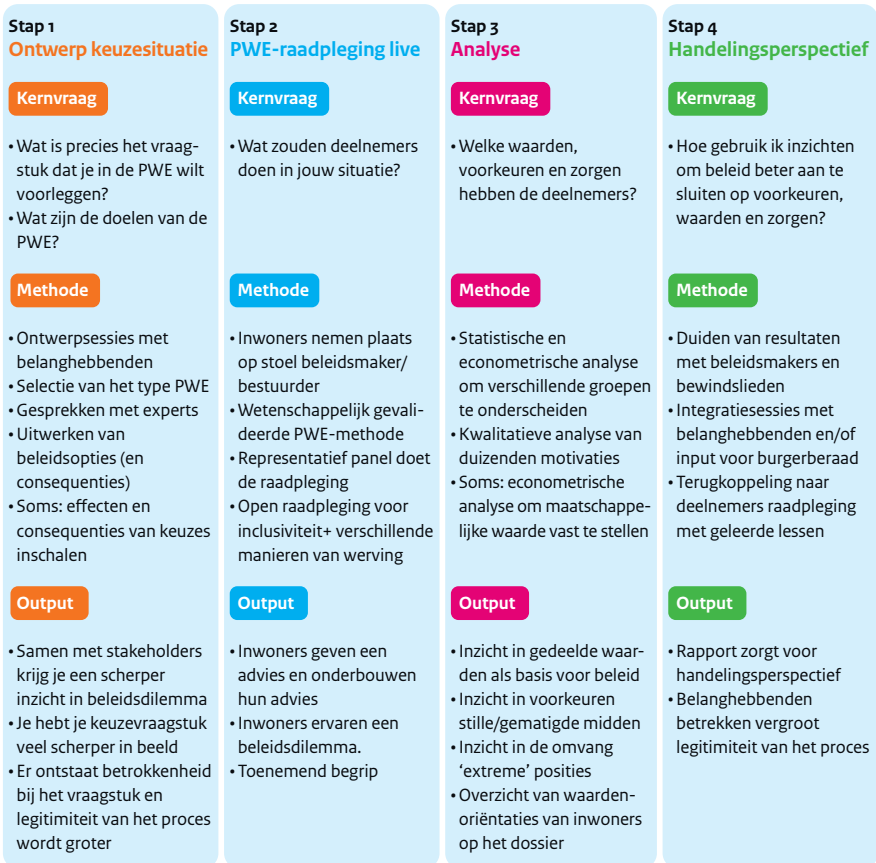 Stap 1
Ontwerp keuzesituatie
Kernvraag
• Wat is precies het vraag-
stuk dat je in de PWE wilt
voorleggen?
• Wat zijn de doelen van de
PWE?
Methode
• Ontwerpsessies met
belanghebbenden
• Selectie van het type PWE
• Gesprekken met experts
• Uitwerken van
beleidsopties (en
consequenties)
• Soms: effecten en
consequenties van keuzes
inschalen
Output
• Samen met stakeholders
krijg je een scherper
inzicht in beleidsdilemma
• Je hebt je keuzevraagstuk
veel scherper in beeld
• Er ontstaat betrokkenheid
bij het vraagstuk en
legitimiteit van het proces
wordt groter
Stap 2
PWE-raadpleging live
Kernvraag
• Wat zouden deelnemers
doen in jouw situatie?
Methode
• Inwoners nemen plaats
op stoel beleidsmaker/
bestuurder
• Wetenschappelijk gevali-
deerde PWE-methode
• Representatief panel doet
de raadpleging
• Open raadpleging voor
inclusiviteit+ verschillende
manieren van werving
Output
• Inwoners geven een
advies en onderbouwen
hun advies
• Inwoners ervaren een
beleidsdilemma.
• Toenemend begrip
Stap 3
Analyse
Kernvraag
• Welke waarden,
voorkeuren en zorgen
hebben de deelnemers?
Methode
• Statistische en
econometrische analyse
om verschillende groepen
te onderscheiden
• Kwalitatieve analyse van
duizenden motivaties
• Soms: econometrische
analyse om maatschappe-
lijke waarde vast te stellen
Output
• Inzicht in gedeelde waar-
den als basis voor beleid
• Inzicht in voorkeuren
stille/gematigde midden
• Inzicht in de omvang
‘extreme’ posities
• Overzicht van waarden-
oriëntaties van inwoners
op het dossier
Stap 4
Handelingsperspectief
Kernvraag
• Hoe gebruik ik inzichten
om beleid beter aan te
sluiten op voorkeuren,
waarden en zorgen?
Methode
• Duiden van resultaten
met beleidsmakers en
bewindslieden
• Integratiesessies met
belanghebbenden en/of
input voor burgerberaad
• Terugkoppeling naar
deelnemers raadpleging
met geleerde lessen
Output
• Rapport zorgt voor
handelingsperspectief
• Belanghebbenden
betrekken vergroot
legitimiteit van het proces